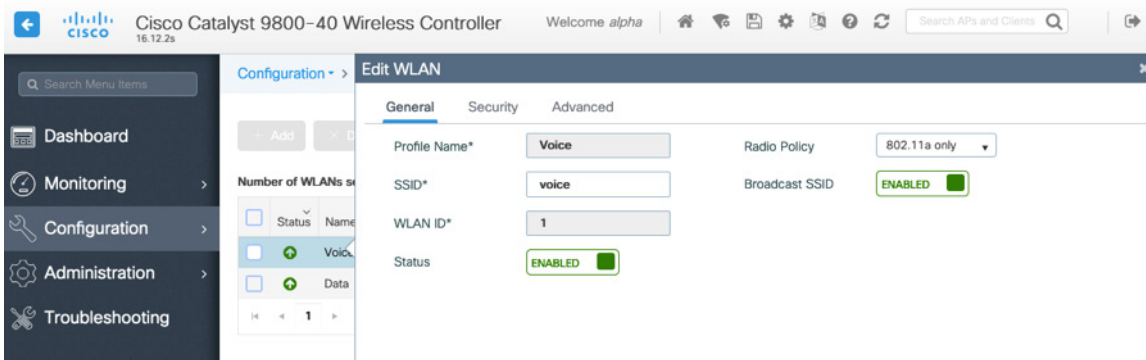 CISCO
Cisco Catalyst 9800-40 Wireless Controller
16.12.2s
Welcome alpha
Search APs and Clients
Search Menu Items
Dashboard
Monitoring
Configuration
Administration
Troubleshooting
Configuration >
Add
Number of WLANs
Status Name
Voice
Data
1
Edit WLAN
General Security Advanced
Profile Name* Voice Radio Policy 802.11a only
SSID* voice Broadcast SSID ENABLED
WLAN ID* 1
Status ENABLED